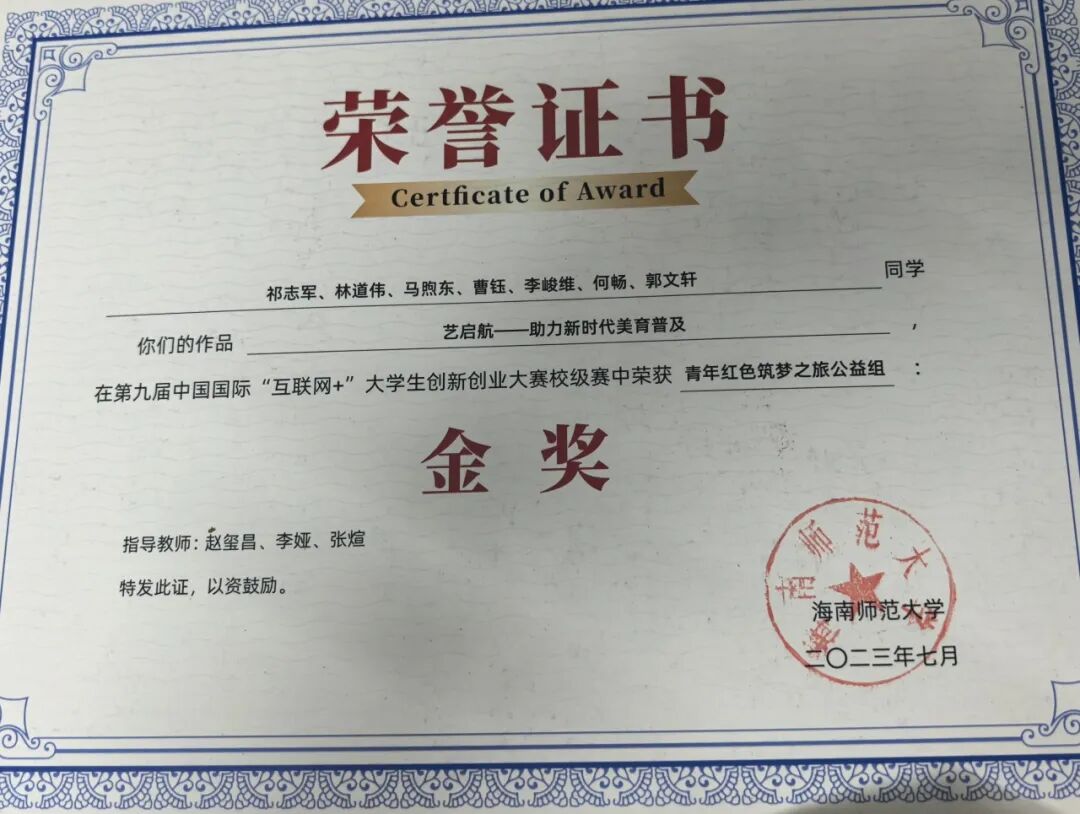 荣誉证书
Certficate of Award
祁志军、林道伟、马煦东、曹钰、李峻维、何畅、郭文轩 同学
你们的作品 艺启航——助力新时代美育普及 ，
在第九届中国国际“互联网+”大学生创新创业大赛校级赛中荣获 青年红色筑梦之旅公益组 ：
金奖
指导教师：赵玺昌、李娅、张煊
特发此证，以资鼓励。
海南师范大学
海南师范大学
二〇二三年七月